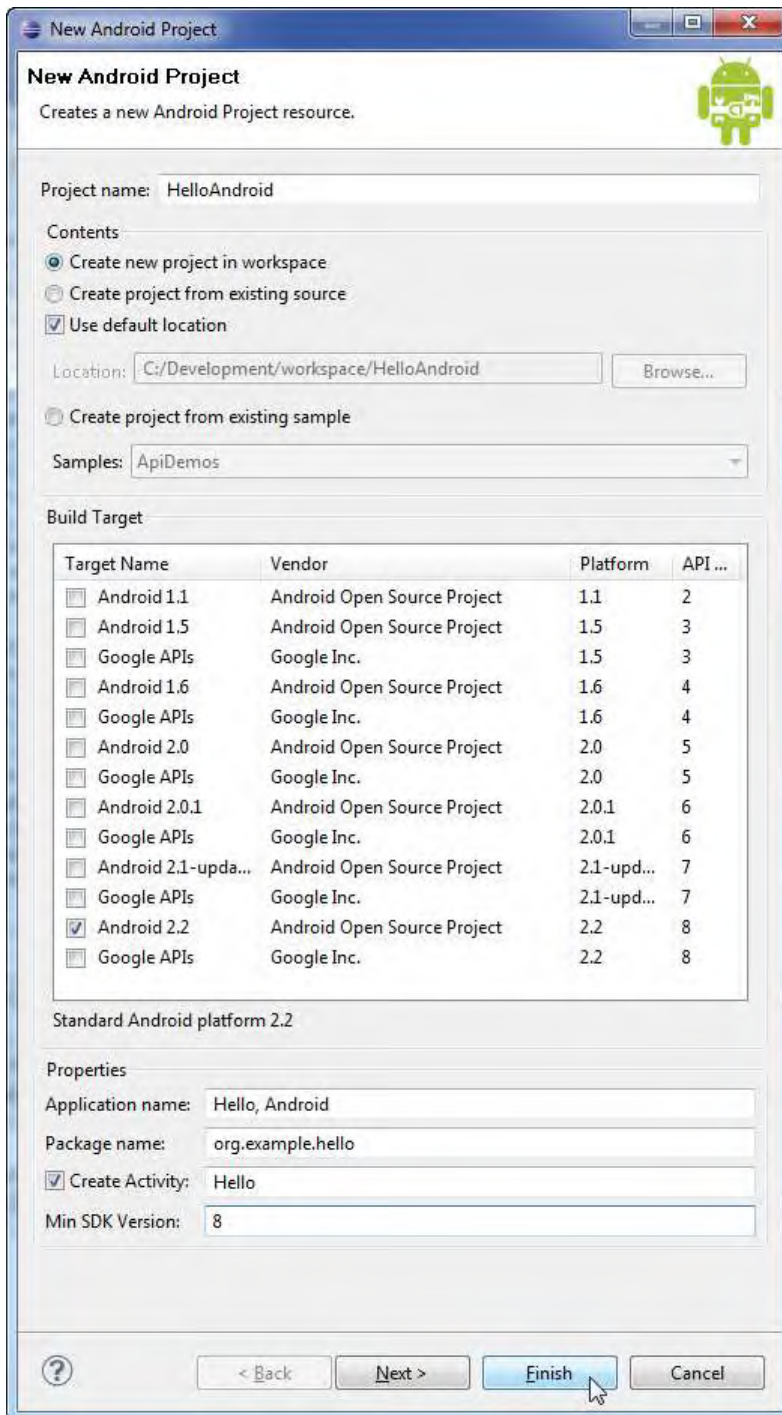 New Android Project
New Android Project
Creates a new Android Project resource.
Project name: HelloAndroid
Contents
Create new project in workspace
Create project from existing source
Use default location
Location: C:/Development/workspace/HelloAndroid Browse...
Create project from existing sample
Samples: ApiDemos
Build Target
Target Name Vendor Platform API ...
Android 1.1 Android Open Source Project 1.1 2
Android 1.5 Android Open Source Project 1.5 3
Google APIs Google Inc. 1.5 3
Android 1.6 Android Open Source Project 1.6 4
Google APIs Google Inc. 1.6 4
Android 2.0 Android Open Source Project 2.0 5
Google APIs Google Inc. 2.0 5
Android 2.0.1 Android Open Source Project 2.0.1 6
Google APIs Google Inc. 2.0.1 6
Android 2.1-upda... Android Open Source Project 2.1-upd... 7
Google APIs Google Inc. 2.1-upd... 7
Android 2.2 Android Open Source Project 2.2 8
Google APIs Google Inc. 2.2 8
Standard Android platform 2.2
Properties
Application name: Hello, Android
Package name: org.example.hello
Create Activity: Hello
Min SDK Version: 8
? < Back Next > Finish Cancel